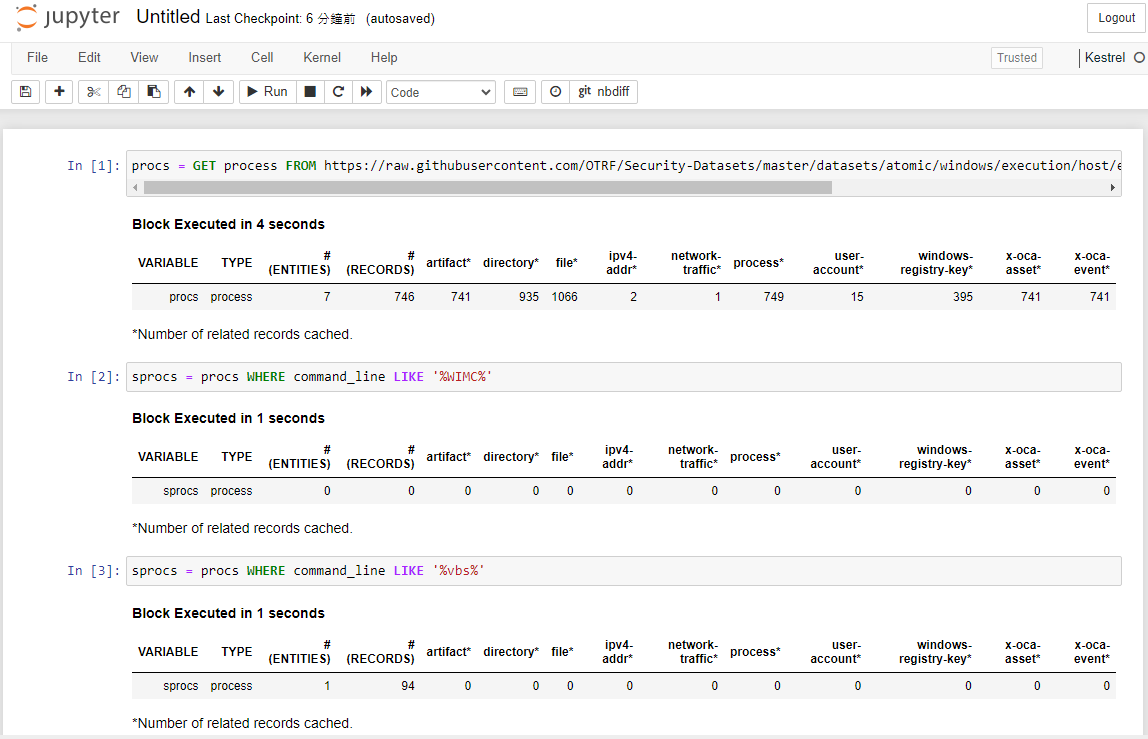 jupyter Untitled Last Checkpoint: 6 分鐘前 (autosaved) Logout
File Edit View Insert Cell Kernel Help Trusted Kestrel
Run Code git nbdiff
In [1]: procs = GET process FROM https://raw.githubusercontent.com/OTRF/Security-Datasets/master/datasets/atomic/windows/execution/host/e
Block Executed in 4 seconds
VARIABLE TYPE # (ENTITIES) # (RECORDS) artifact* directory* file* ipv4-addr* network-traffic* process* user-account* windows-registry-key* x-oca-asset* x-oca-event*
procs process 7 746 741 935 1066 2 1 749 15 395 741 741
*Number of related records cached.
In [2]: sprocs = procs WHERE command_line LIKE '%WIMC%'
Block Executed in 1 seconds
VARIABLE TYPE # (ENTITIES) # (RECORDS) artifact* directory* file* ipv4-addr* network-traffic* process* user-account* windows-registry-key* x-oca-asset* x-oca-event*
sprocs process 0 0 0 0 0 0 0 0 0 0 0 0
*Number of related records cached.
In [3]: sprocs = procs WHERE command_line LIKE '%vbs%'
Block Executed in 1 seconds
VARIABLE TYPE # (ENTITIES) # (RECORDS) artifact* directory* file* ipv4-addr* network-traffic* process* user-account* windows-registry-key* x-oca-asset* x-oca-event*
sprocs process 1 94 0 0 0 0 0 0 0 0 0 0
*Number of related records cached.